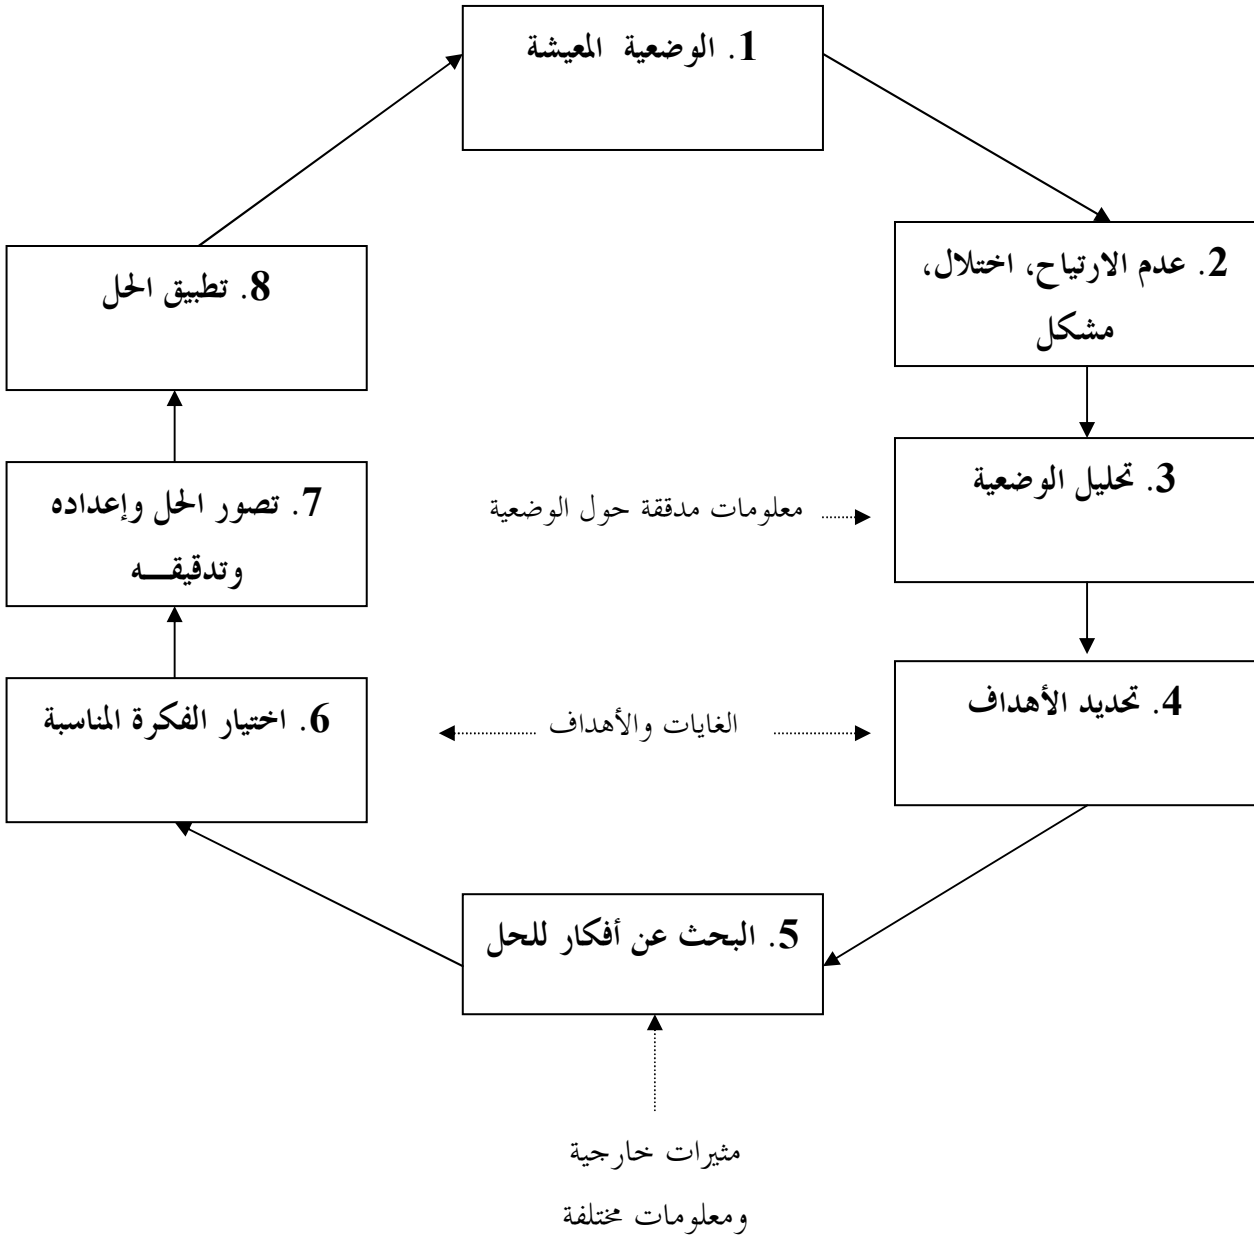 1. الوضعية المعيشة
2. عدم الارتياح، اختلال،
مشكل
3. تحليل الوضعية
معلومات مدققة حول الوضعية
4. تحديد الأهداف
الغايات والأهداف
5. البحث عن أفكار للحل
مثيرات خارجية
ومعلومات مختلفة
6. اختيار الفكرة المناسبة
7. تصور الحل وإعداده
وتدقيقـــه
8. تطبيق الحل